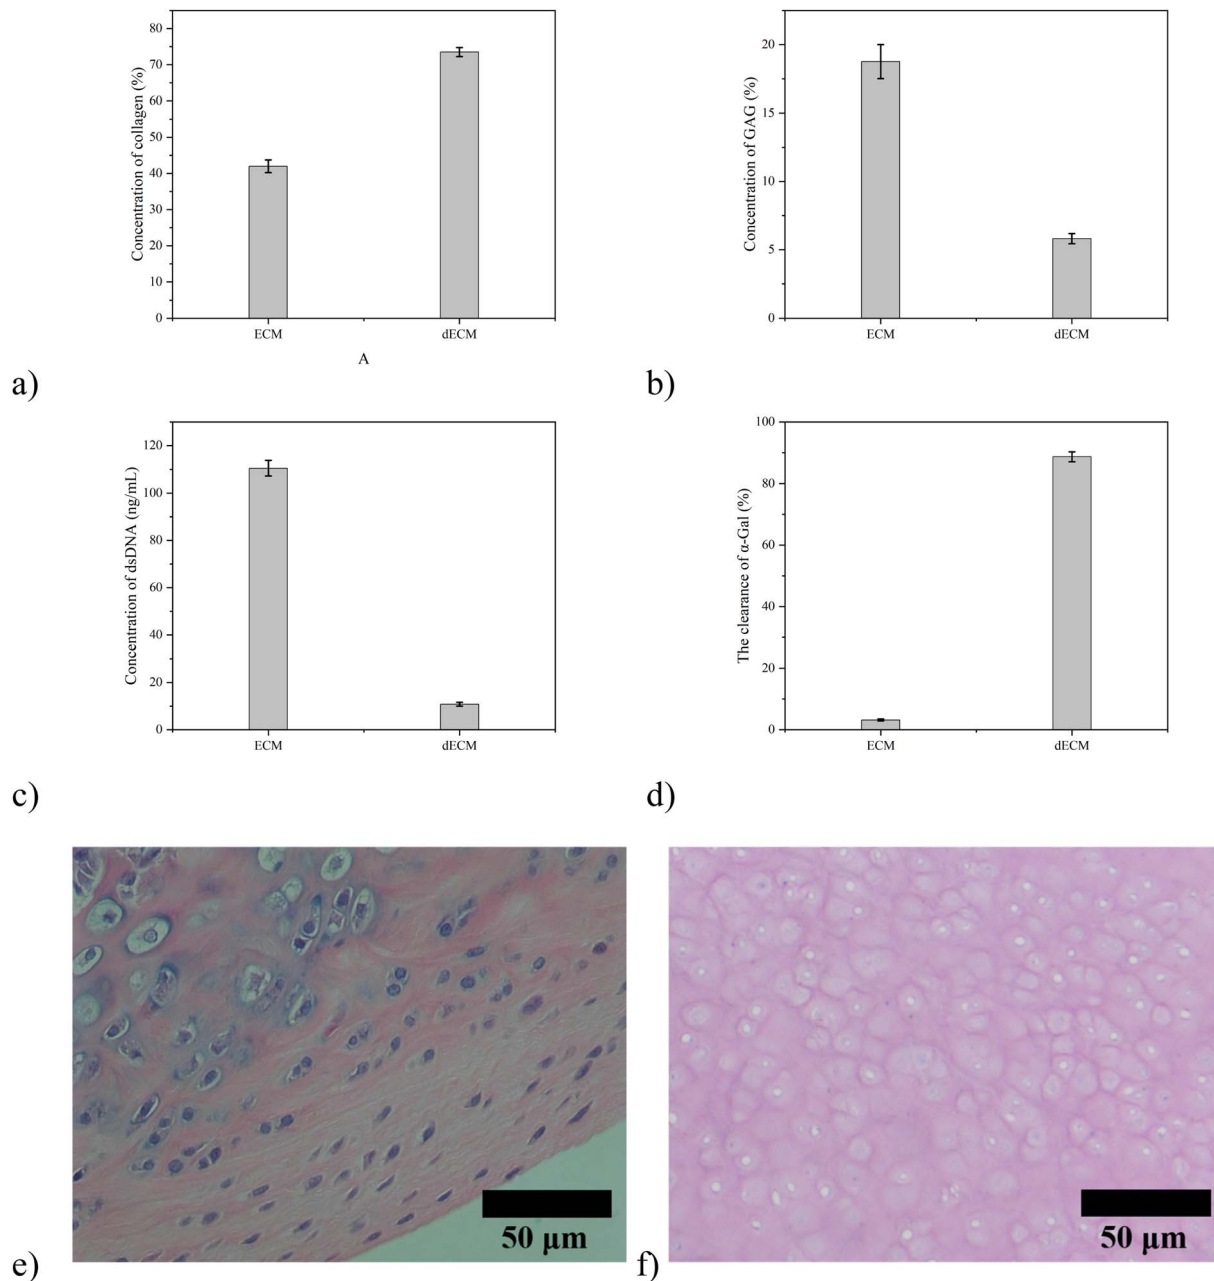 80
70
60
50
40
30
20
10
0
Concentration of collagen (%)
ECM
dECM
A
a)
20
15
10
5
0
Concentration of GAG (%)
ECM
dECM
b)
120
100
80
60
40
20
0
Concentration of dsDNA (ng/mL)
ECM
dECM
c)
100
80
60
40
20
0
The clearance of α-Gal (%)
ECM
dECM
d)
50 µm
e)
50 µm
f)